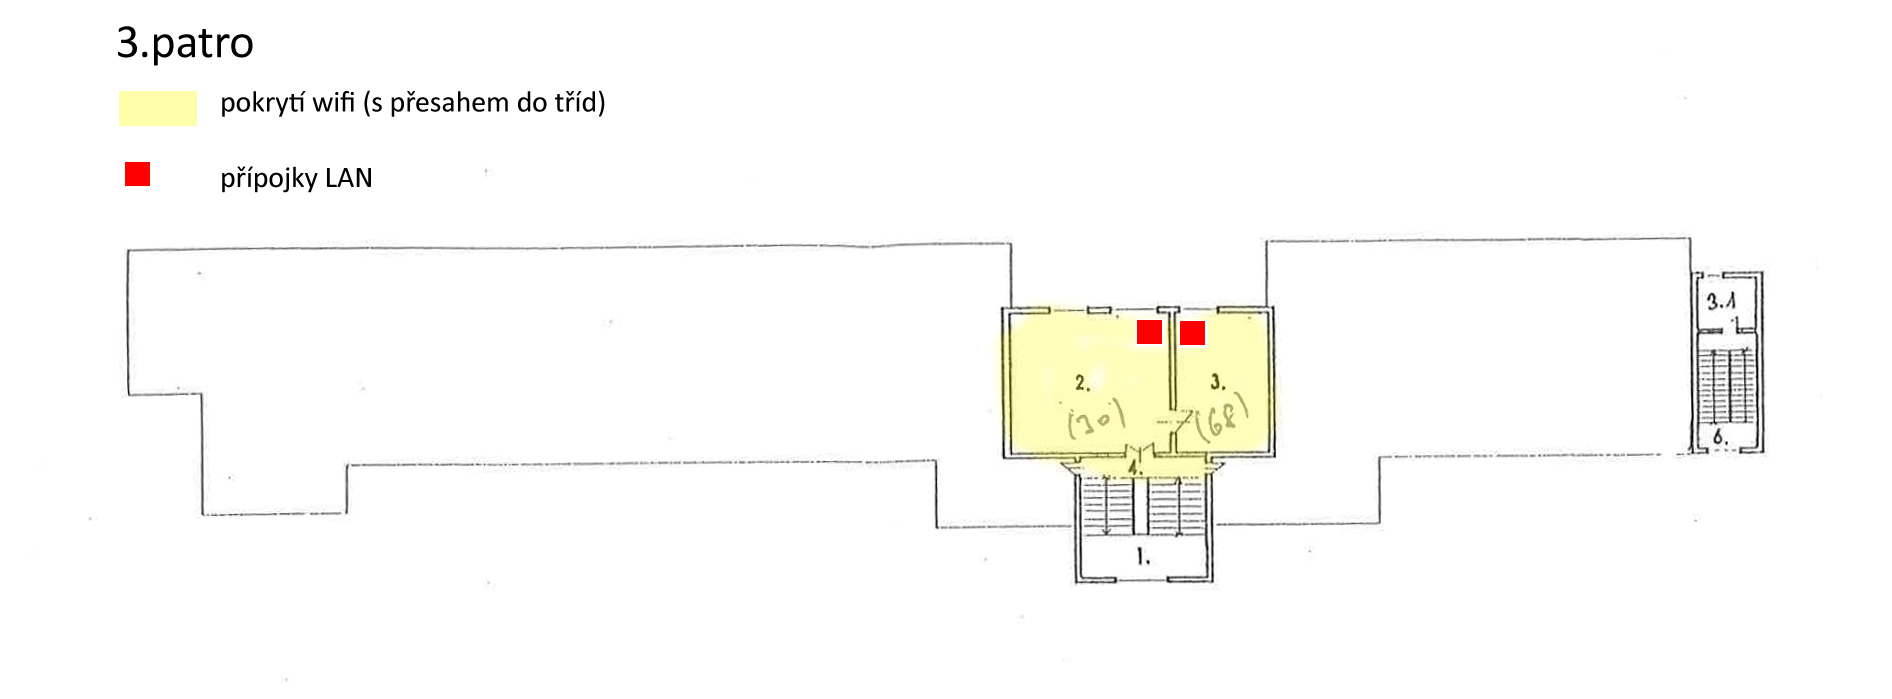 3.patro
pokrytí wifi (s přesahem do tříd)
přípojky LAN
3.1
2.
3.
(30)
(68)
4.
6.
1.